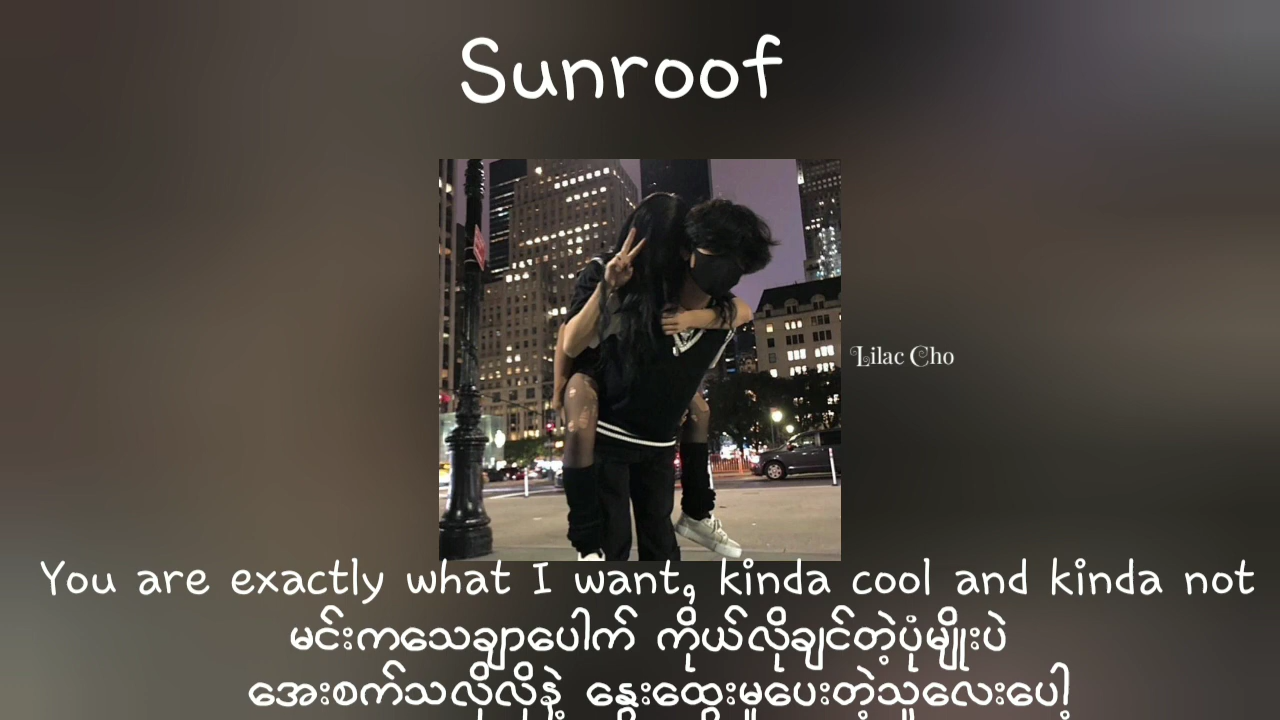 Sunroof
Lilac Cho
You are exactly what I want, kinda cool and kinda not
မင်းကသေချာပေါက် ကိုယ်လိုချင်တဲ့ပုံမျိုးပဲ
အေးစက်သလိုလိုနဲ့ နွေးထွေးမှုပေးတဲ့သူလေးပေါ့